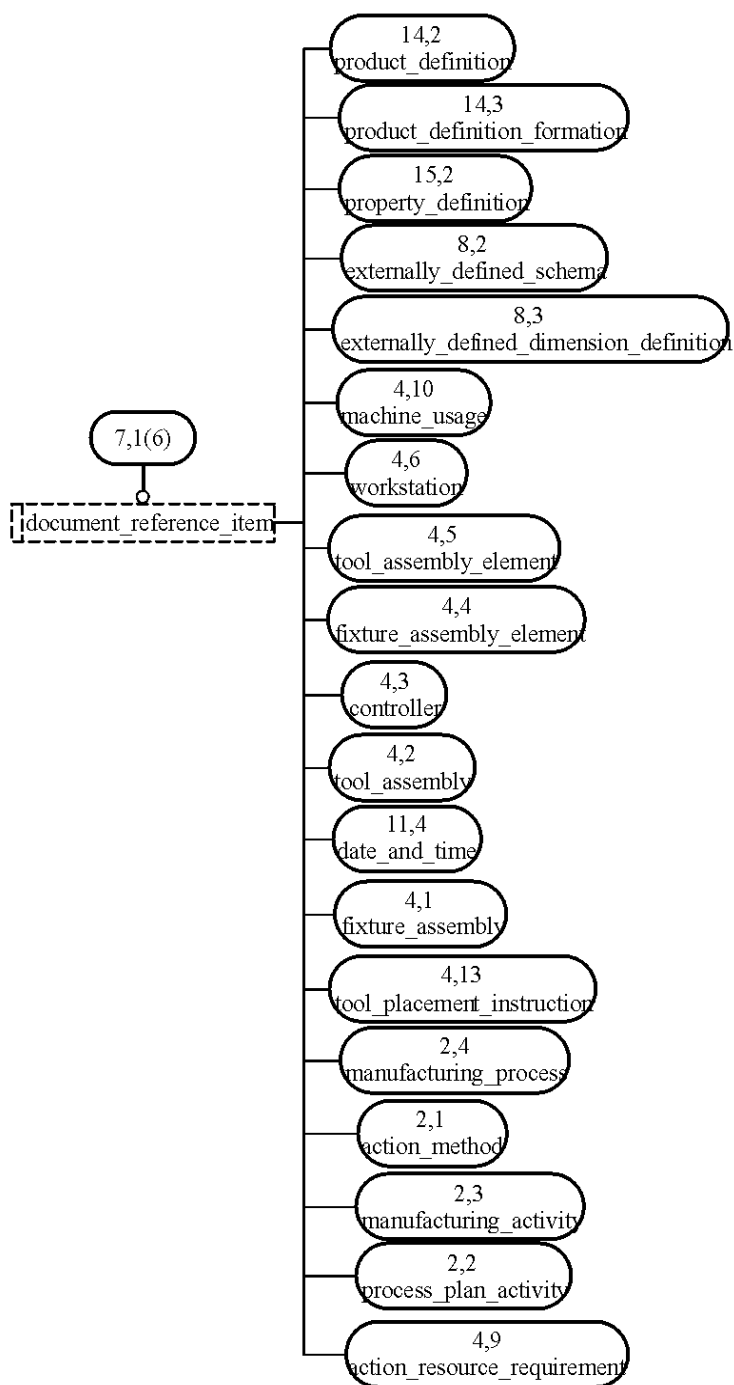 14,2
product_definition
14,3
product_definition_formation
15,2
property_definition
8,2
externally_defined_schema
8,3
externally_defined_dimension_definition
4,10
machine_usage
7,1(6)
4,6
workstation
document_reference_item
4,5
tool_assembly_element
4,4
fixture_assembly_element
4,3
controller
4,2
tool_assembly
11,4
date_and_time
4,1
fixture_assembly
4,13
tool_placement_instruction
2,4
manufacturing_process
2,1
action_method
2,3
manufacturing_activity
2,2
process_plan_activity
4,9
action_resource_requirement